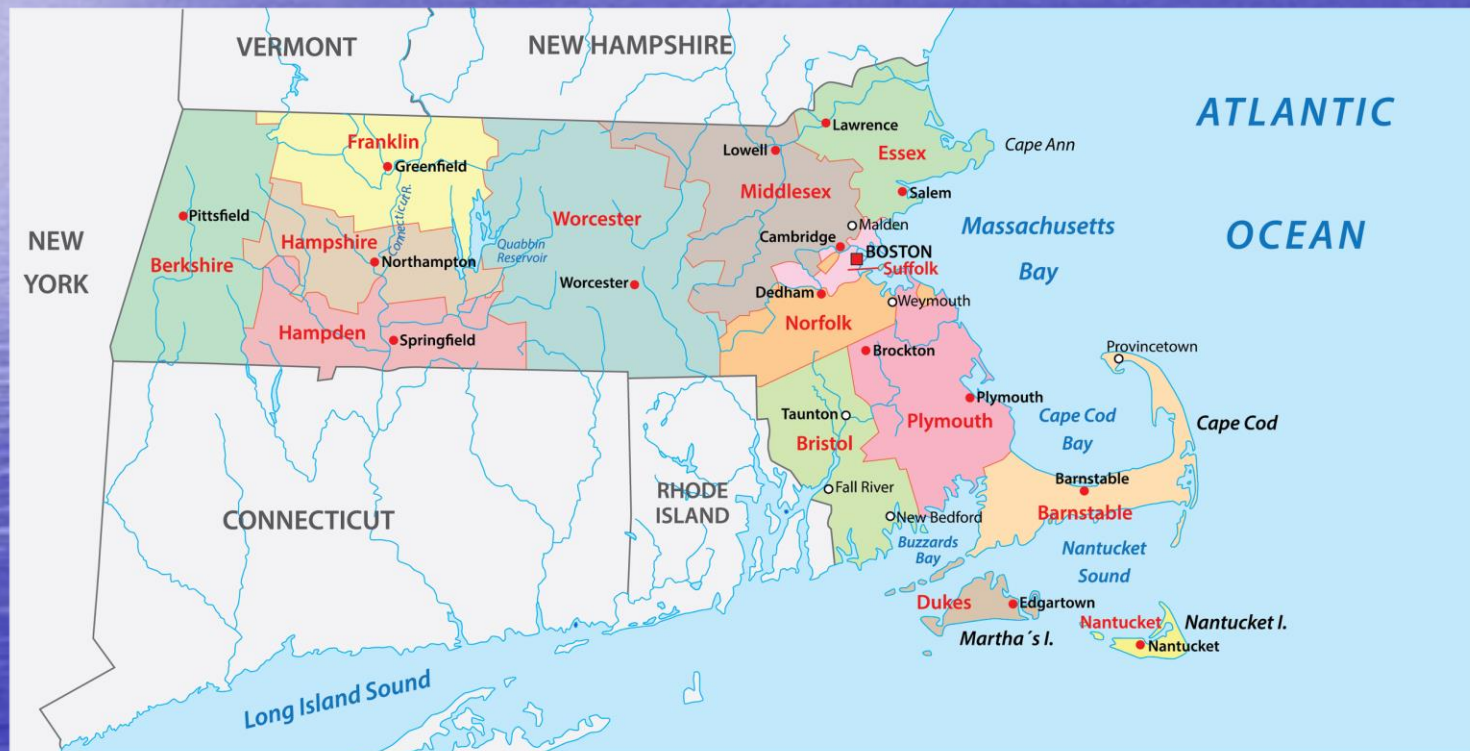 VERMONT
NEW HAMPSHIRE
ATLANTIC
OCEAN
Franklin
Greenfield
Lawrence
Lowell
Essex
Cape Ann
Middlesex
Salem
Pittsfield
Connecticut R.
Worcester
Malden
Massachusetts
Bay
NEW
YORK
Hampshire
Quabbin
Reservoir
Cambridge
BOSTON
Suffolk
Berkshire
Northampton
Worcester
Dedham
Weymouth
Hampden
Springfield
Norfolk
Brockton
Provincetown
Plymouth
Taunton
Plymouth
Cape Cod
Bay
Cape Cod
Bristol
Barnstable
Fall River
RHODE
ISLAND
CONNECTICUT
New Bedford
Barnstable
Buzzards
Bay
Nantucket
Sound
Dukes
Edgartown
Martha´s I.
Nantucket
Nantucket I.
Nantucket
Long Island Sound